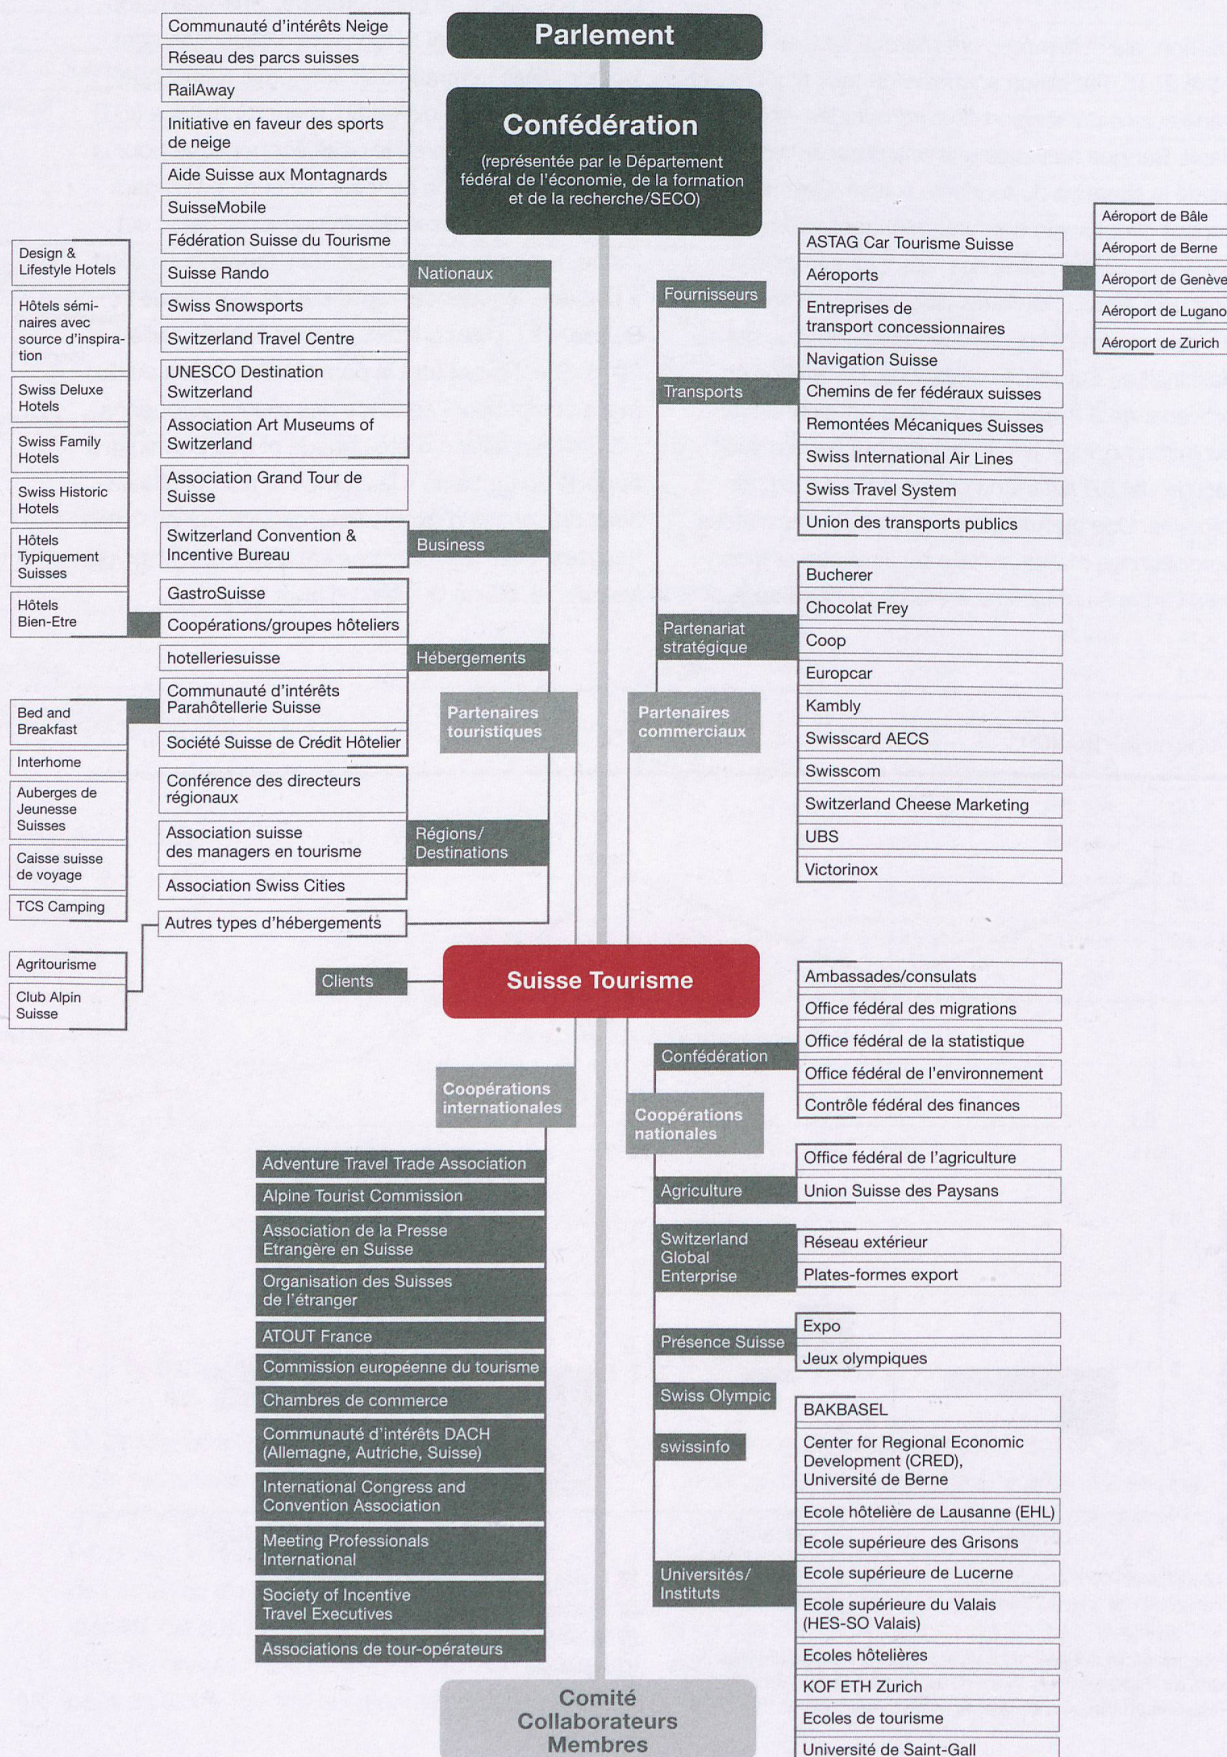 Parlement
Confédération
(représentée par le Département
fédéral de l'économie, de la formation
et de la recherche/SECO)
Communauté d'intérêts Neige
Réseau des parcs suisses
RailAway
Initiative en faveur des sports
de neige
Aide Suisse aux Montagnards
SuisseMobile
Fédération Suisse du Tourisme
Suisse Rando
Swiss Snowsports
Switzerland Travel Centre
UNESCO Destination
Switzerland
Association Art Museums of
Switzerland
Association Grand Tour de
Suisse
Nationaux
Switzerland Convention &
Incentive Bureau
Business
GastroSuisse
Coopérations/groupes hôteliers
hotelleriesuisse
Communauté d'intérêts
Parahôtellerie Suisse
Société Suisse de Crédit Hôtelier
Hébergements
Design &
Lifestyle Hotels
Hôtels sémi-
naires avec
source d'inspira-
tion
Swiss Deluxe
Hotels
Swiss Family
Hotels
Swiss Historic
Hotels
Hôtels
Typiquement
Suisses
Hôtels
Bien-Etre
Bed and
Breakfast
Interhome
Auberges de
Jeunesse
Suisses
Caisse suisse
de voyage
TCS Camping
Conférence des directeurs
régionaux
Association suisse
des managers en tourisme
Association Swiss Cities
Régions/
Destinations
Autres types d'hébergements
Agritourisme
Club Alpin
Suisse
Partenaires
touristiques
Partenaires
commerciaux
Fournisseurs
Transports
ASTAG Car Tourisme Suisse
Aéroports
Entreprises de
transport concessionnaires
Navigation Suisse
Chemins de fer fédéraux suisses
Remontées Mécaniques Suisses
Swiss International Air Lines
Swiss Travel System
Union des transports publics
Aéroport de Bâle
Aéroport de Berne
Aéroport de Genève
Aéroport de Lugano
Aéroport de Zurich
Partenariat
stratégique
Bucherer
Chocolat Frey
Coop
Europcar
Kambly
Swisscard AECS
Swisscom
Switzerland Cheese Marketing
UBS
Victorinox
Clients
Suisse Tourisme
Coopérations
internationales
Adventure Travel Trade Association
Alpine Tourist Commission
Association de la Presse
Etrangère en Suisse
Organisation des Suisses
de l'étranger
ATOUT France
Commission européenne du tourisme
Chambres de commerce
Communauté d'intérêts DACH
(Allemagne, Autriche, Suisse)
International Congress and
Convention Association
Meeting Professionals
International
Society of Incentive
Travel Executives
Associations de tour-opérateurs
Coopérations
nationales
Confédération
Ambassades/consulats
Office fédéral des migrations
Office fédéral de la statistique
Office fédéral de l'environnement
Contrôle fédéral des finances
Agriculture
Office fédéral de l'agriculture
Union Suisse des Paysans
Switzerland
Global
Enterprise
Réseau extérieur
Plates-formes export
Présence Suisse
Expo
Jeux olympiques
Swiss Olympic
swissinfo
Universités/
Instituts
BAKBASEL
Center for Regional Economic
Development (CRED),
Université de Berne
Ecole hôtelière de Lausanne (EHL)
Ecole supérieure des Grisons
Ecole supérieure de Lucerne
Ecole supérieure du Valais
(HES-SO Valais)
Ecoles hôtelières
KOF ETH Zurich
Ecoles de tourisme
Université de Saint-Gall
Comité
Collaborateurs
Membres